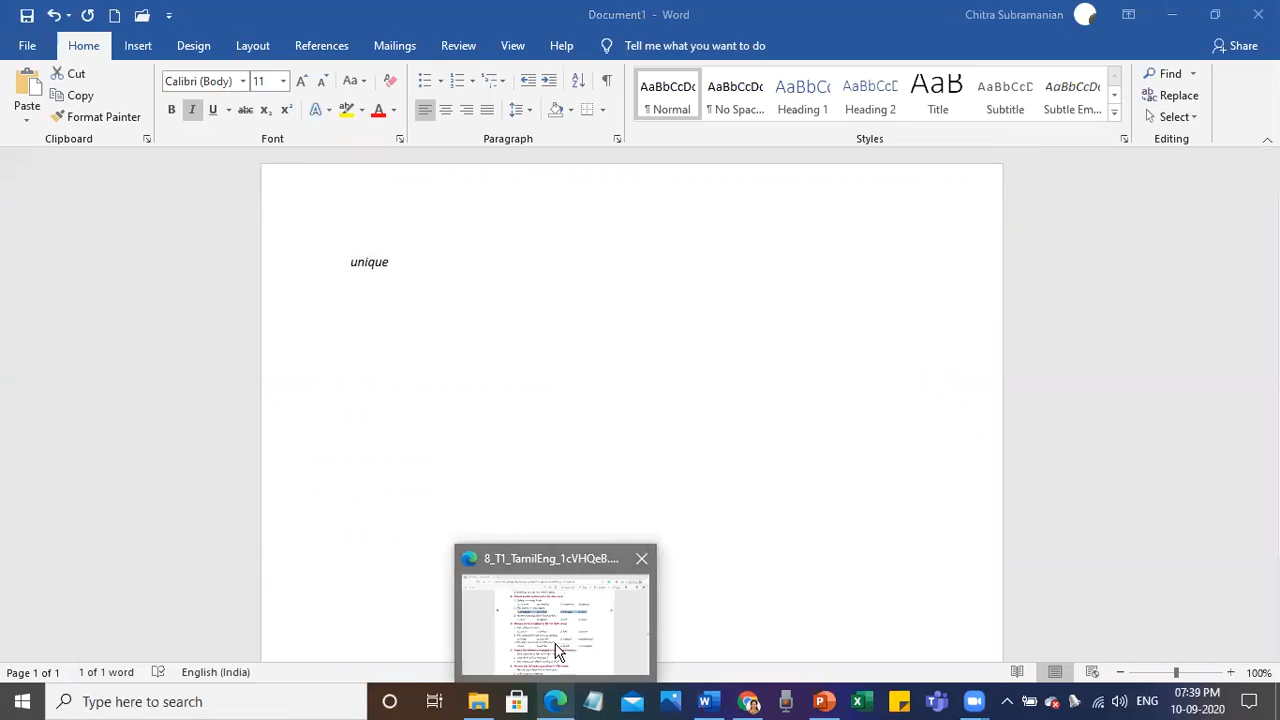 Document1 - Word
Chitra Subramanian
File Home Insert Design Layout References Mailings Review View Help Tell me what you want to do Share
Paste
Cut
Copy
Format Painter
Clipboard
Calibri (Body) 11
Font
Paragraph
AaBbCcDc AaBbCcDc AaBbCc AaBbCcD AaB AaBbCcD AaBbCcDc
¶ Normal ¶ No Spac... Heading 1 Heading 2 Title Subtitle Subtle Em...
Styles
Find
Replace
Select
Editing
unique
8_T1_TamilEng_1cVHQeB....
Page 1 of 1 1 of 1 word English (India) 100%
Type here to search
ENG
07:39 PM
10-09-2020